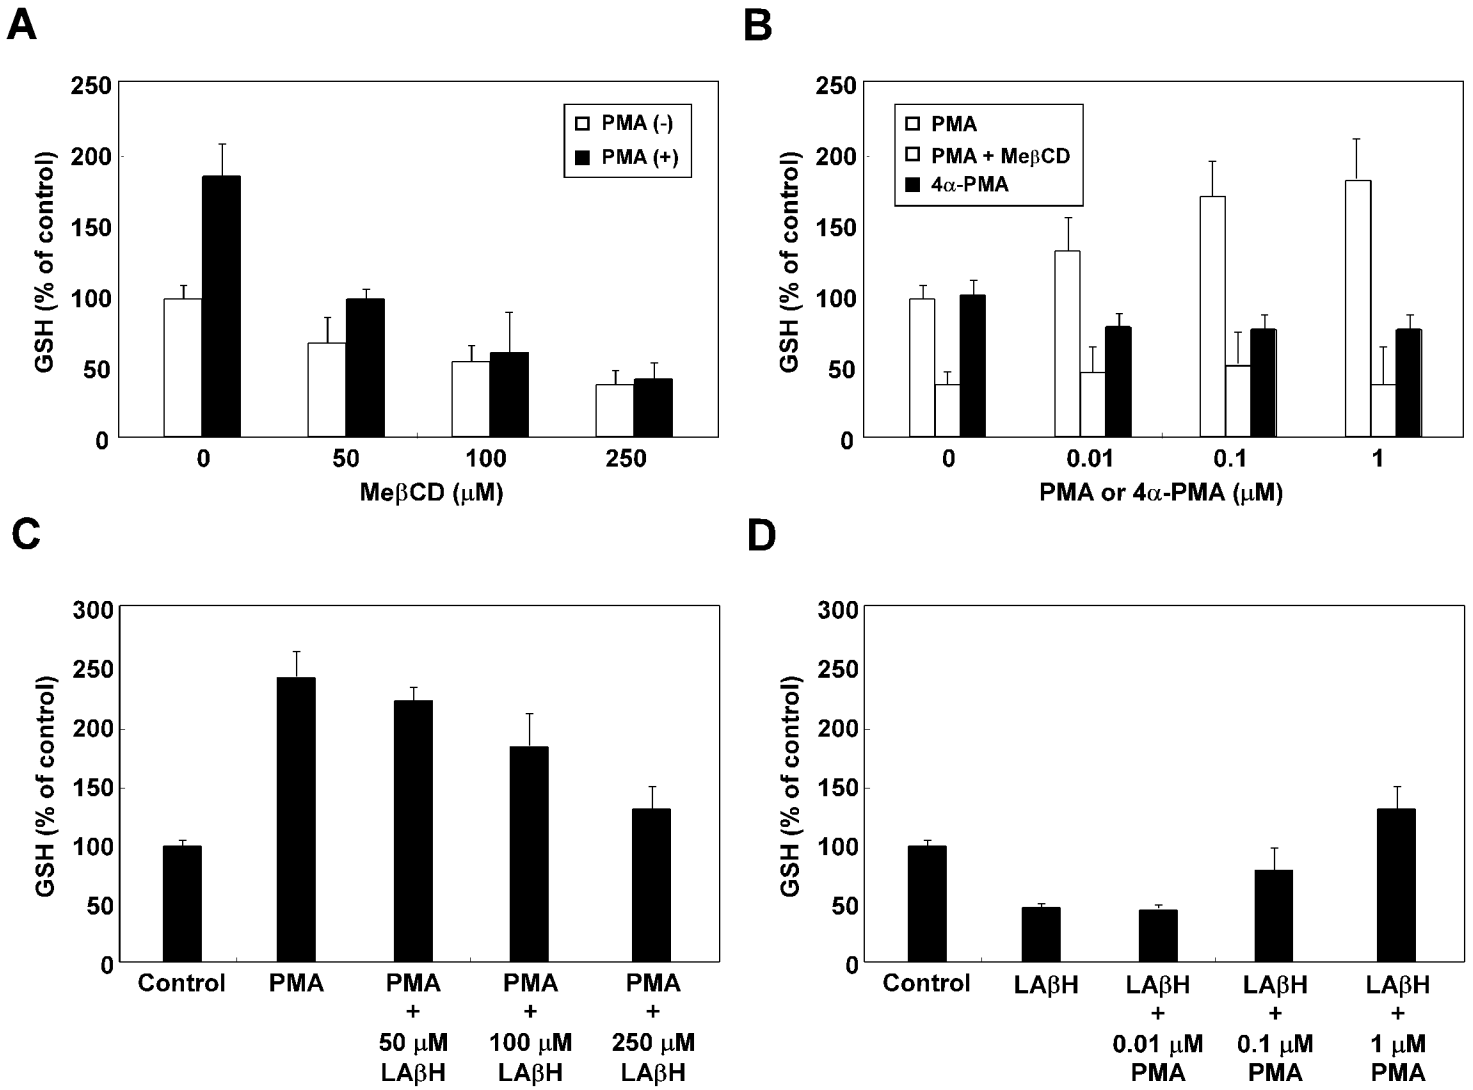 A
GSH (% of control)
250
200
150
100
50
0
PMA (-)
PMA (+)
0 50 100 250
MeβCD (μM)
B
GSH (% of control)
250
200
150
100
50
0
PMA
PMA + MeβCD
4α-PMA
0 0.01 0.1 1
PMA or 4α-PMA (μM)
C
GSH (% of control)
300
250
200
150
100
50
0
Control PMA PMA PMA PMA
+ + +
50 μM 100 μM 250 μM
LAβH LAβH LAβH
D
GSH (% of control)
300
250
200
150
100
50
0
Control LAβH LAβH LAβH LAβH
+ + +
0.01 μM 0.1 μM 1 μM
PMA PMA PMA